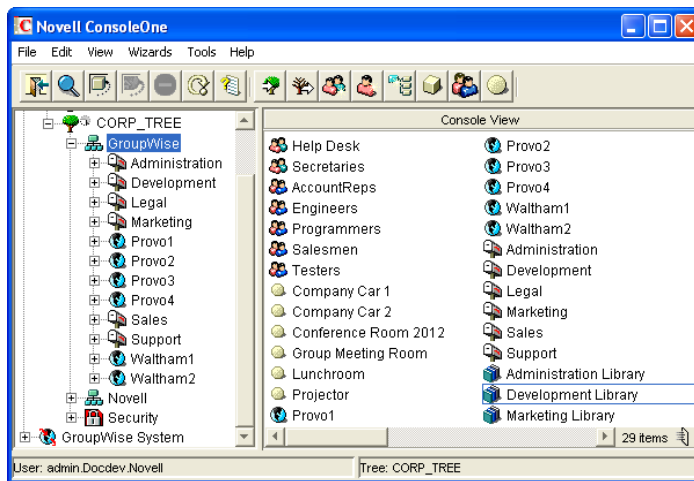 Novell ConsoleOne
File Edit View Wizards Tools Help
CORP_TREE
GroupWise
Administration
Development
Legal
Marketing
Provo1
Provo2
Provo3
Provo4
Sales
Support
Waltham1
Waltham2
Novell
Security
GroupWise System
Console View
Help Desk
Secretaries
AccountReps
Engineers
Programmers
Salesmen
Testers
Company Car 1
Company Car 2
Conference Room 2012
Group Meeting Room
Lunchroom
Projector
Provo1
Provo2
Provo3
Provo4
Waltham1
Waltham2
Administration
Development
Legal
Marketing
Sales
Support
Administration Library
Development Library
Marketing Library
29 items
User: admin.Docdev.Novell
Tree: CORP_TREE